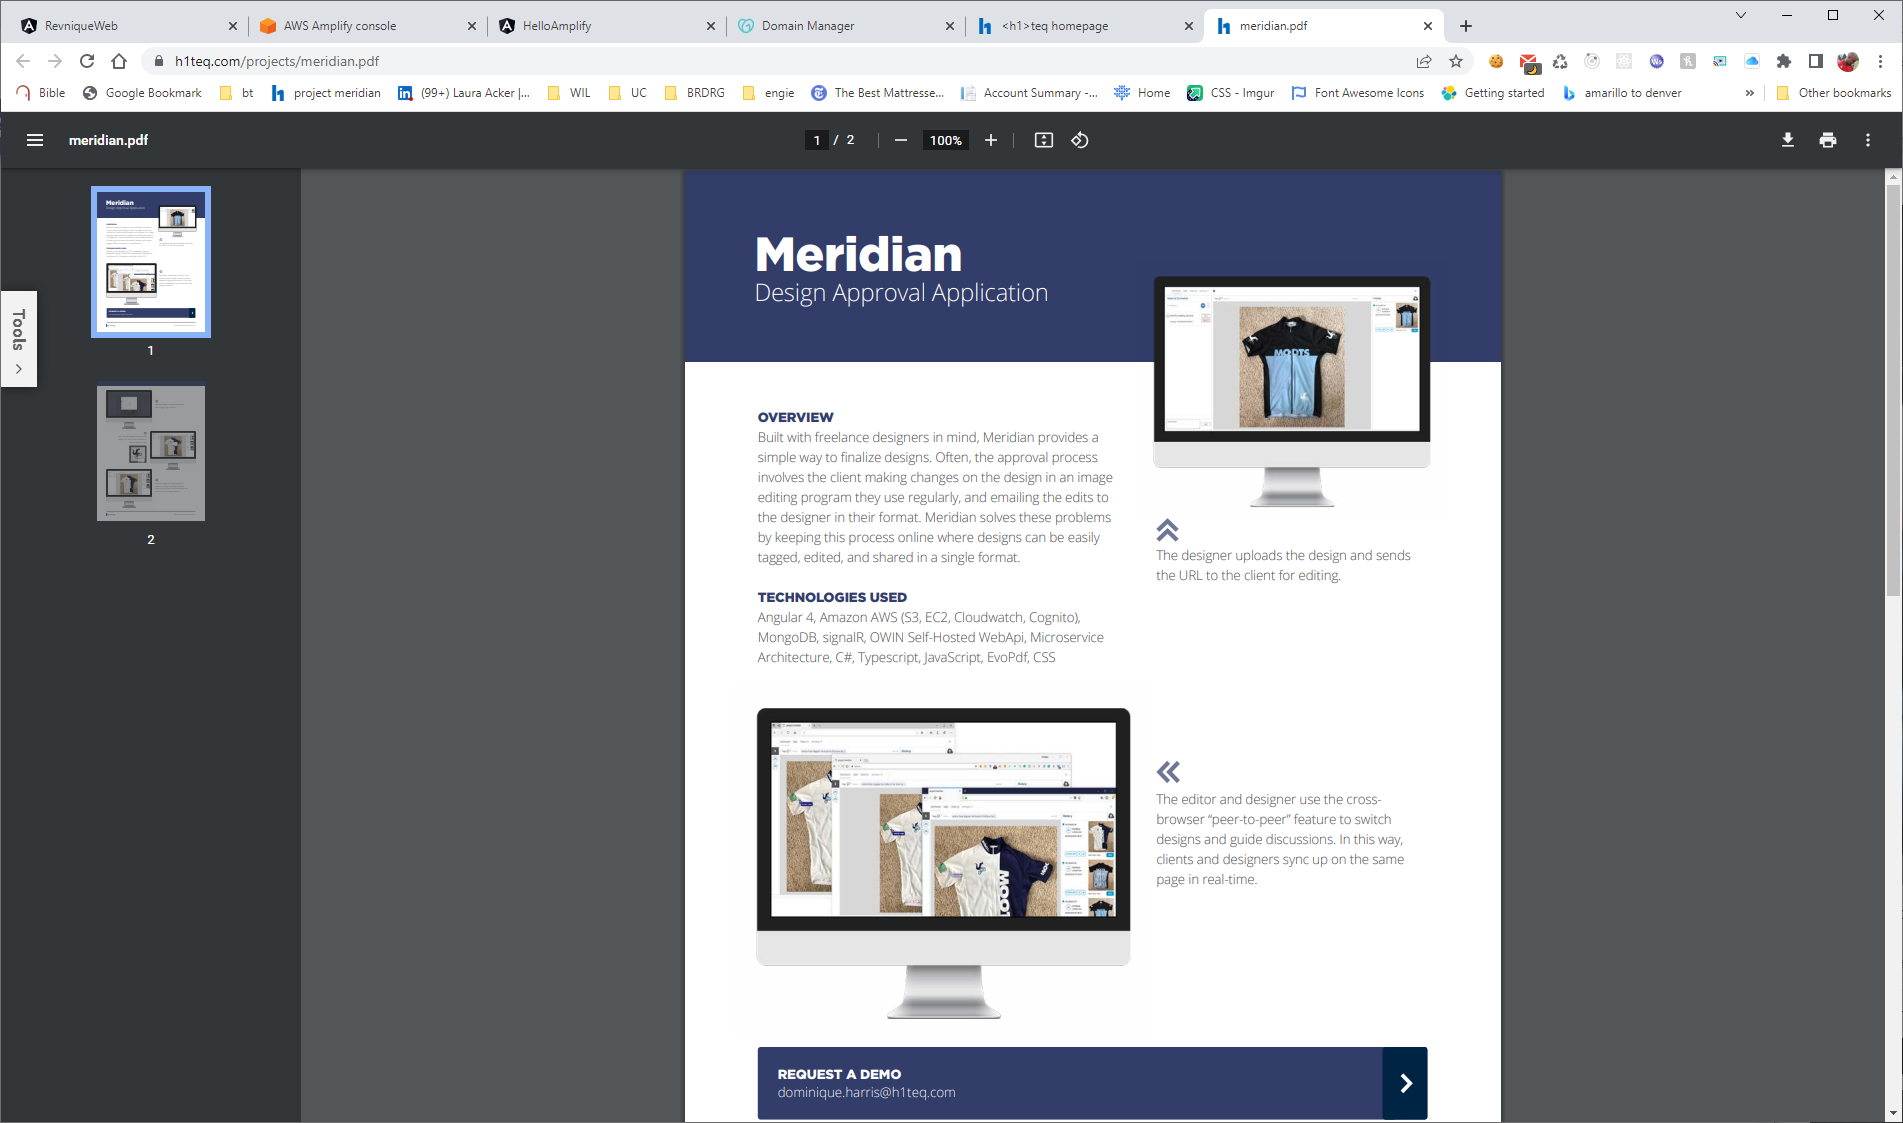 RevniqueWeb
AWS Amplify console
HelloAmplify
Domain Manager
<h1>teq homepage
meridian.pdf
h1teq.com/projects/meridian.pdf
Bible
Google Bookmark
bt
project meridian
(99+) Laura Acker |...
WIL
UC
BRDRG
engie
The Best Mattresse...
Account Summary -...
Home
CSS - Imgur
Font Awesome Icons
Getting started
amarillo to denver
»
Other bookmarks
meridian.pdf
1 / 2
100%
Tools
Meridian
1
2
Meridian
Design Approval Application
MOOTS
OVERVIEW
Built with freelance designers in mind, Meridian provides a
simple way to finalize designs. Often, the approval process
involves the client making changes on the design in an image
editing program they use regularly, and emailing the edits to
the designer in their format. Meridian solves these problems
by keeping this process online where designs can be easily
tagged, edited, and shared in a single format.
The designer uploads the design and sends
the URL to the client for editing.
TECHNOLOGIES USED
Angular 4, Amazon AWS (S3, EC2, Cloudwatch, Cognito),
MongoDB, signalR, OWIN Self-Hosted WebApi, Microservice
Architecture, C#, Typescript, JavaScript, EvoPdf, CSS
The editor and designer use the cross-
browser “peer-to-peer” feature to switch
designs and guide discussions. In this way,
clients and designers sync up on the same
page in real-time.
REQUEST A DEMO
dominique.harris@h1teq.com